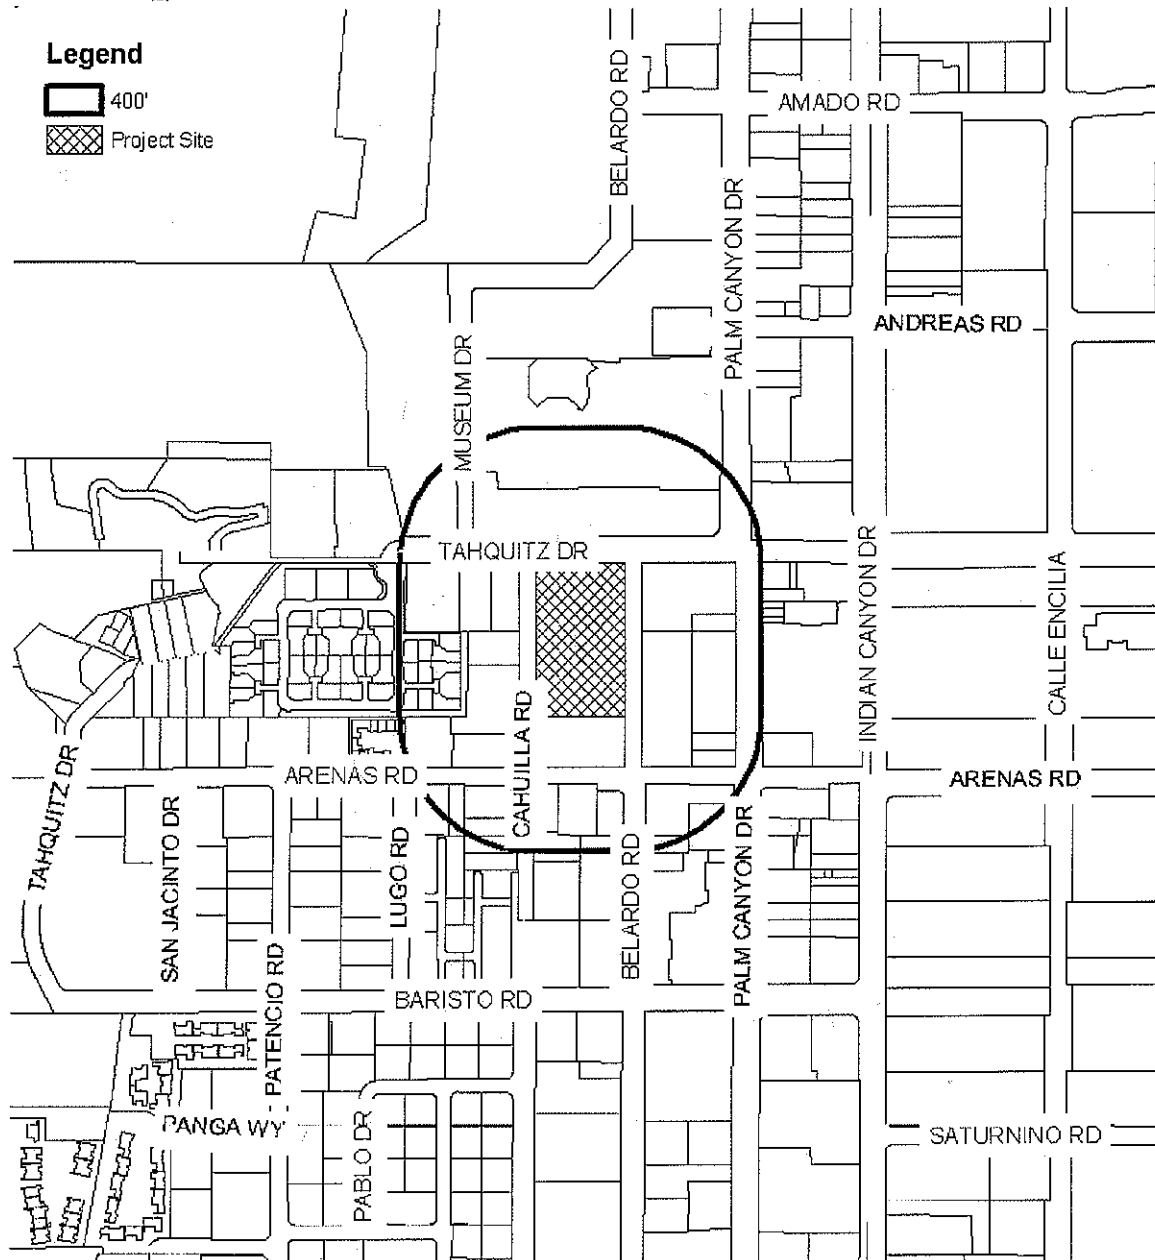 Legend
400'
Project Site
BELARDO RD
AMADO RD
PALM CANYON DR
ANDREAS RD
MUSEUM DR
TAHQUITZ DR
INDIAN CANYON DR
CALLE ENCILIA
CAHUILLA RD
TAHQUITZ DR
ARENAS RD
ARENAS RD
SAN JACINTO DR
LUGO RD
BELARDO RD
PALM CANYON DR
PATENCIO RD
BARISTO RD
PANGA WY
PABLO DR
SATURNINO RD